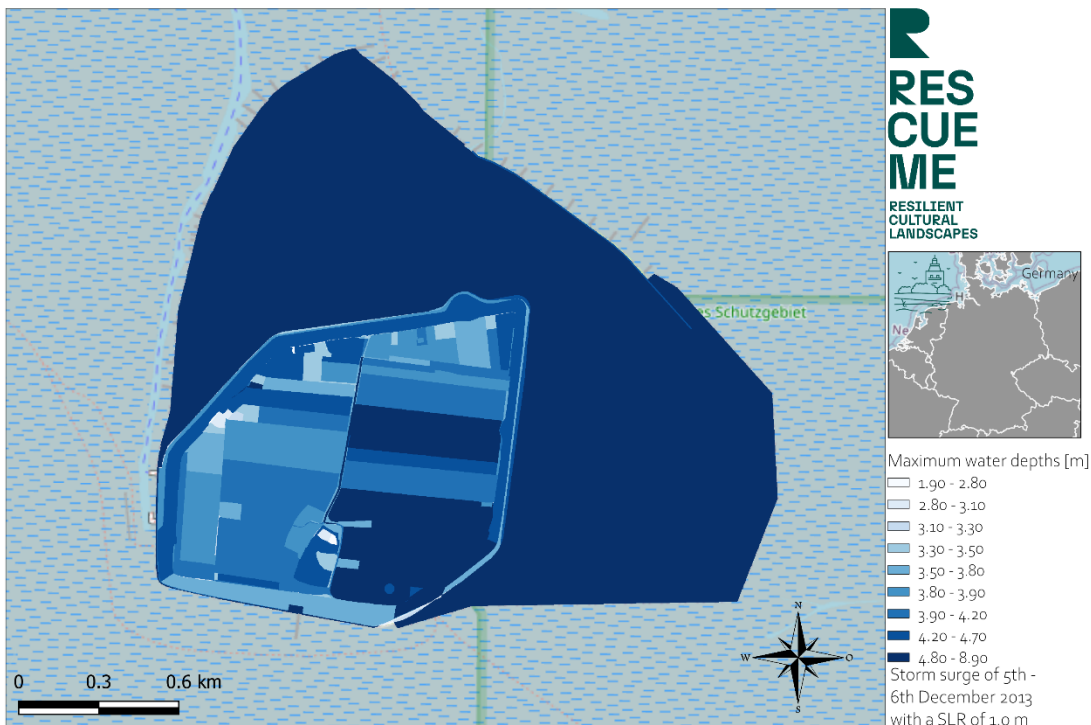 RES
CUE
ME
RESILIENT
CULTURAL
LANDSCAPES
Germany
H
Ne
es Schutzgebiet
Maximum water depths [m]
1.90 - 2.80
2.80 - 3.10
3.10 - 3.30
3.30 - 3.50
3.50 - 3.80
3.80 - 3.90
3.90 - 4.20
4.20 - 4.70
4.80 - 8.90
Storm surge of 5th -
6th December 2013
with a SLR of 1.0 m
N
W O
S
0 0.3 0.6 km